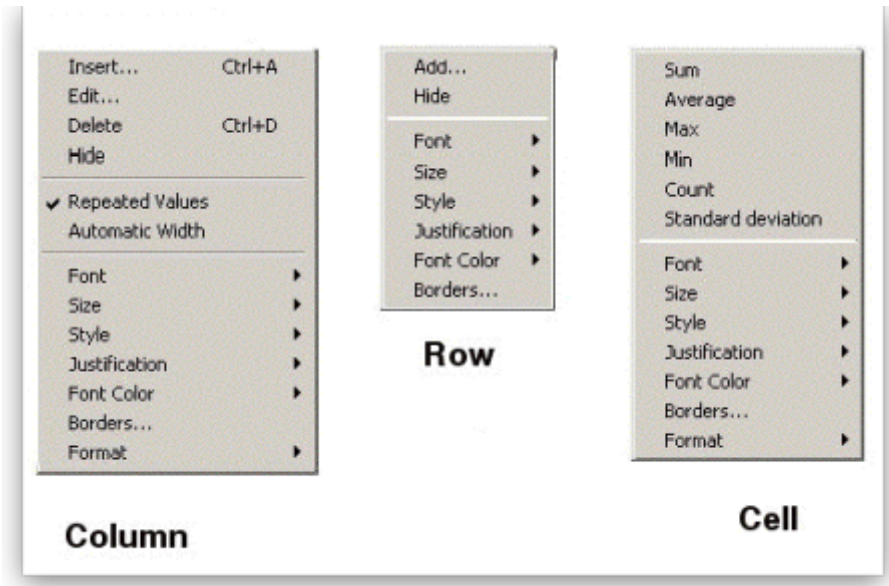 Insert... Ctrl+A
Edit...
Delete Ctrl+D
Hide
✔ Repeated Values
Automatic Width
Font
Size
Style
Justification
Font Color
Borders...
Format
Column
Add...
Hide
Font
Size
Style
Justification
Font Color
Borders...
Row
Sum
Average
Max
Min
Count
Standard deviation
Font
Size
Style
Justification
Font Color
Borders...
Format
Cell